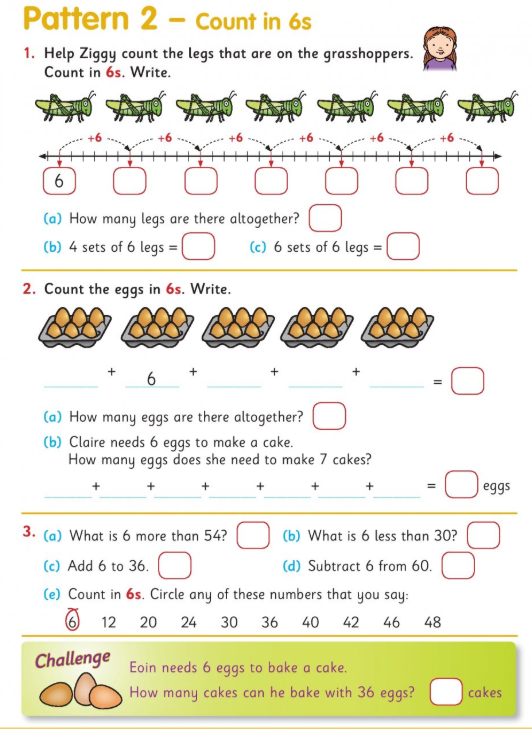 Pattern 2 – Count in 6s
1. Help Ziggy count the legs that are on the grasshoppers.
Count in 6s. Write.
+6 +6 +6 +6 +6 +6
6
(a) How many legs are there altogether?
(b) 4 sets of 6 legs = (c) 6 sets of 6 legs =
2. Count the eggs in 6s. Write.
+ 6 + + + =
(a) How many eggs are there altogether?
(b) Claire needs 6 eggs to make a cake.
How many eggs does she need to make 7 cakes?
+ + + + + + = eggs
3. (a) What is 6 more than 54? (b) What is 6 less than 30?
(c) Add 6 to 36. (d) Subtract 6 from 60.
(e) Count in 6s. Circle any of these numbers that you say:
6 12 20 24 30 36 40 42 46 48
Challenge
Eoin needs 6 eggs to bake a cake.
How many cakes can he bake with 36 eggs? cakes